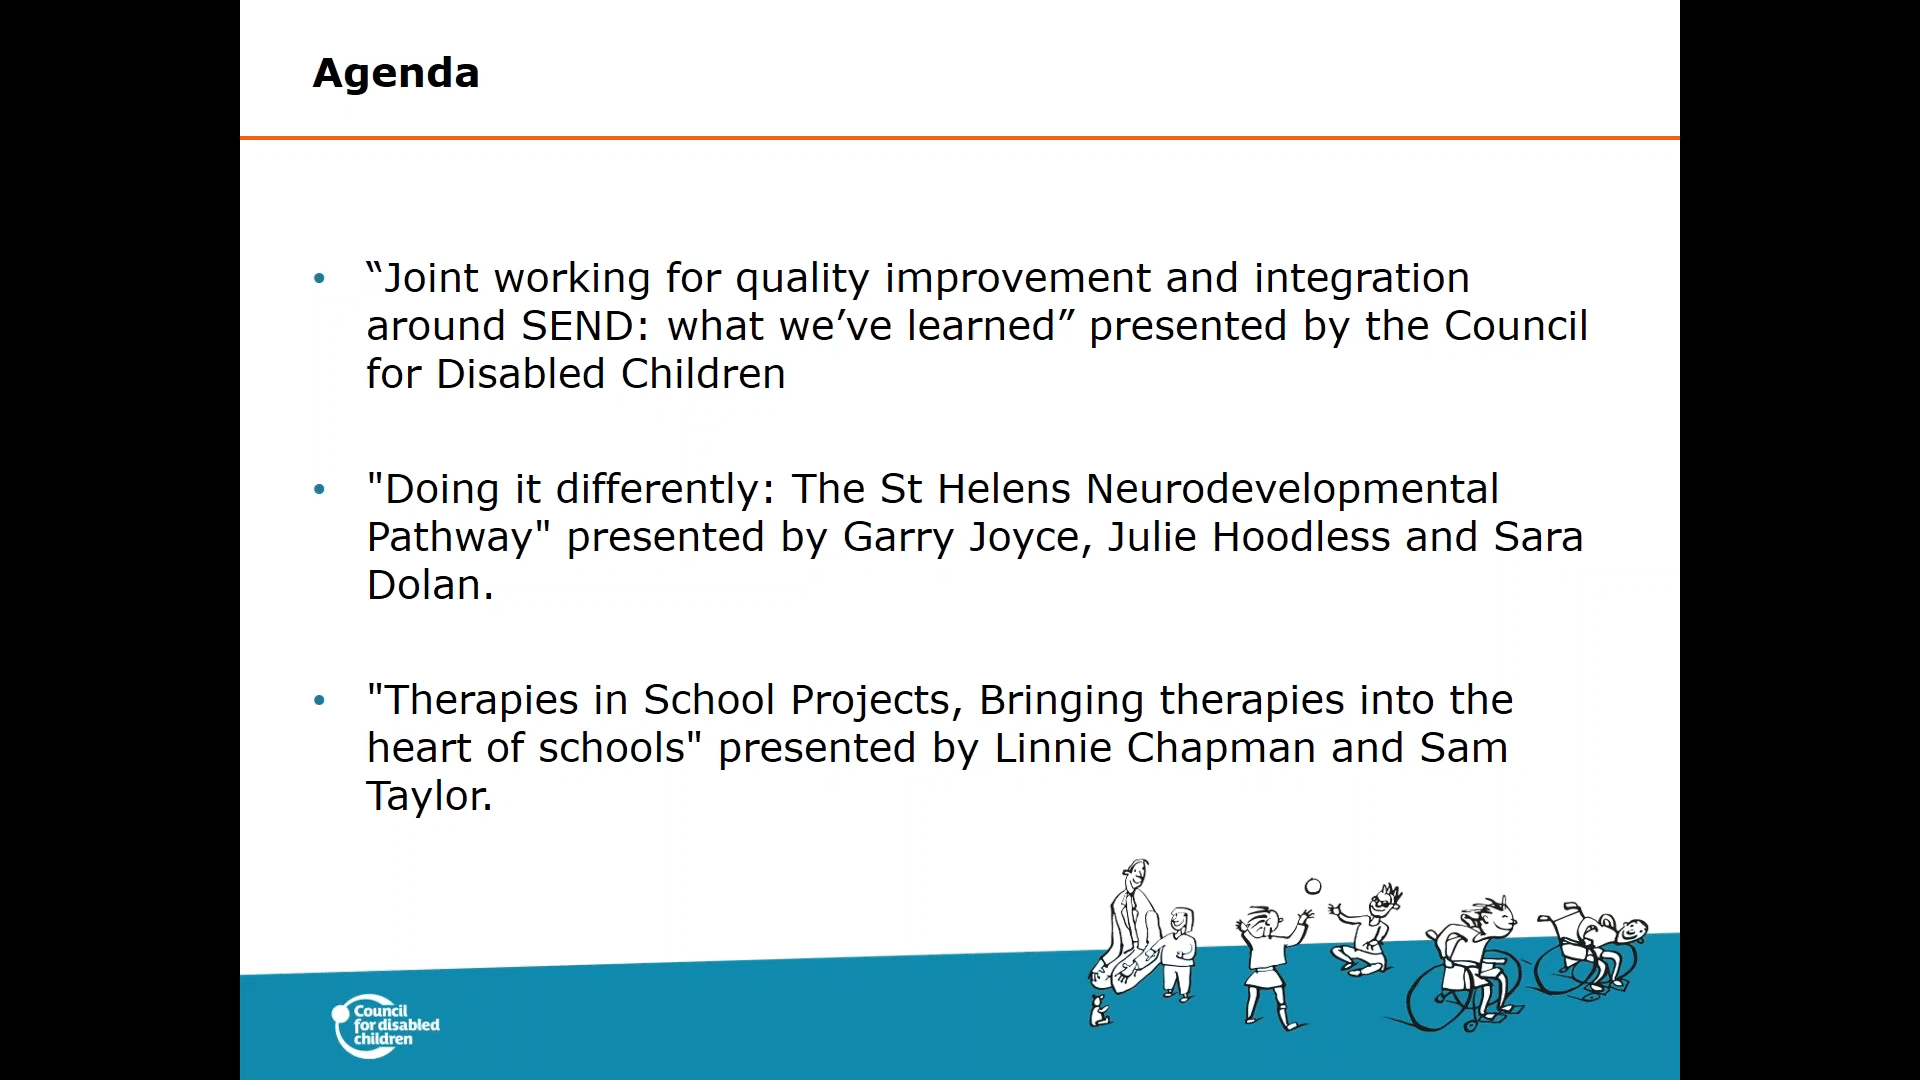 Agenda
• “Joint working for quality improvement and integration
around SEND: what we’ve learned” presented by the Council
for Disabled Children
• "Doing it differently: The St Helens Neurodevelopmental
Pathway" presented by Garry Joyce, Julie Hoodless and Sara
Dolan.
• "Therapies in School Projects, Bringing therapies into the
heart of schools" presented by Linnie Chapman and Sam
Taylor.
Council
for disabled
children